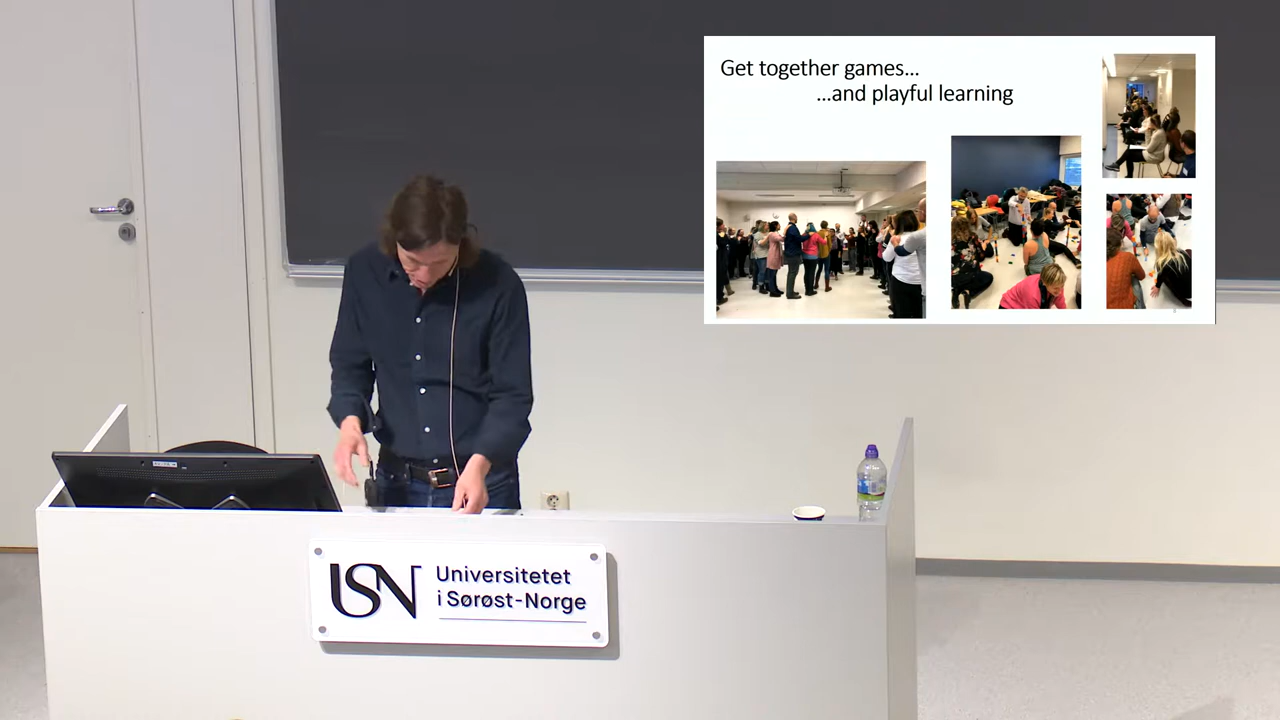 Get together games…
…and playful learning
USN
Universitetet
i Sørøst-Norge